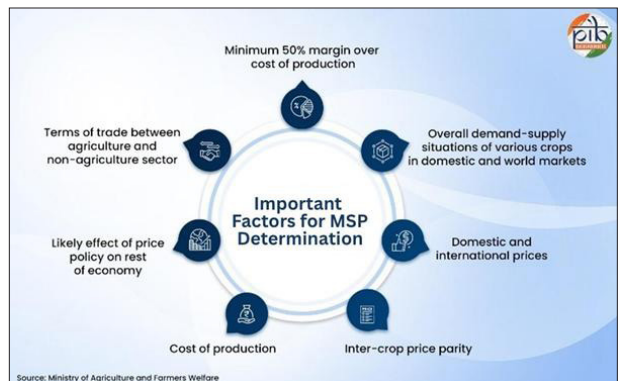 pib
Minimum 50% margin over
cost of production
Terms of trade between
agriculture and
non-agriculture sector
Overall demand-supply
situations of various crops
in domestic and world markets
Important
Factors for MSP
Determination
Likely effect of price
policy on rest
of economy
Domestic and
international prices
Cost of production
Inter-crop price parity
Source: Ministry of Agriculture and Farmers Welfare